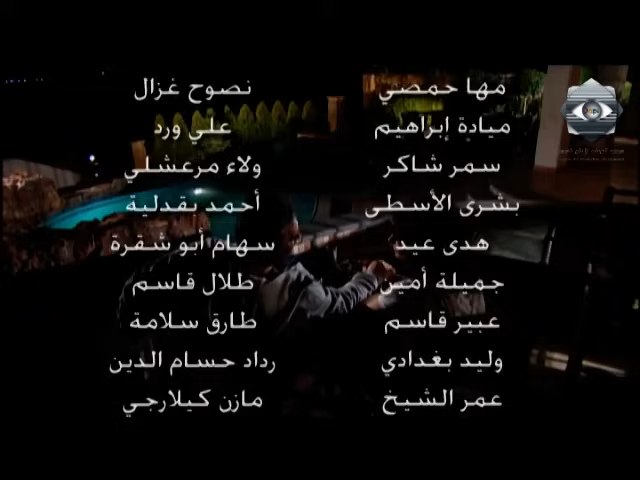 مها حمصي
نصوح غزال
ميادة إبراهيم
علي ورد
سمر شاكر
ولاء مرعشلي
بشرى الأسطى
أحمد بقدلية
هدى عيد
سهام أبو شقرة
جميلة أمين
طلال قاسم
عبير قاسم
طارق سلامة
وليد بغدادي
رداد حسام الدين
عمر الشيخ
مازن كيلارجي